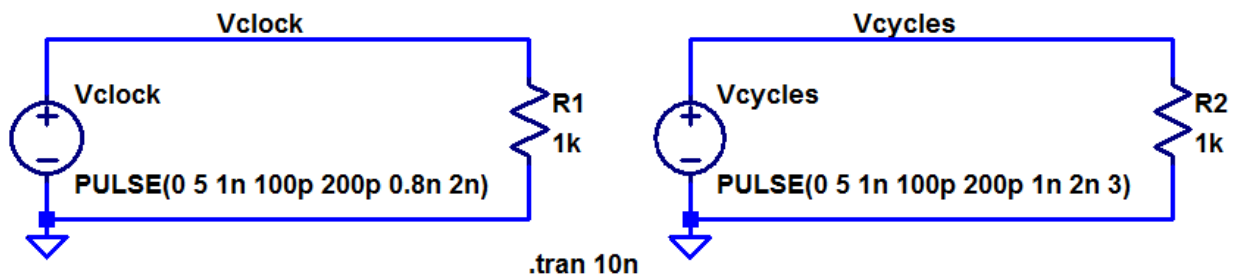 Vclock
Vclock
+
−
R1
1k
PULSE(0 5 1n 100p 200p 0.8n 2n)
Vcycles
Vcycles
+
−
R2
1k
PULSE(0 5 1n 100p 200p 1n 2n 3)
.tran 10n